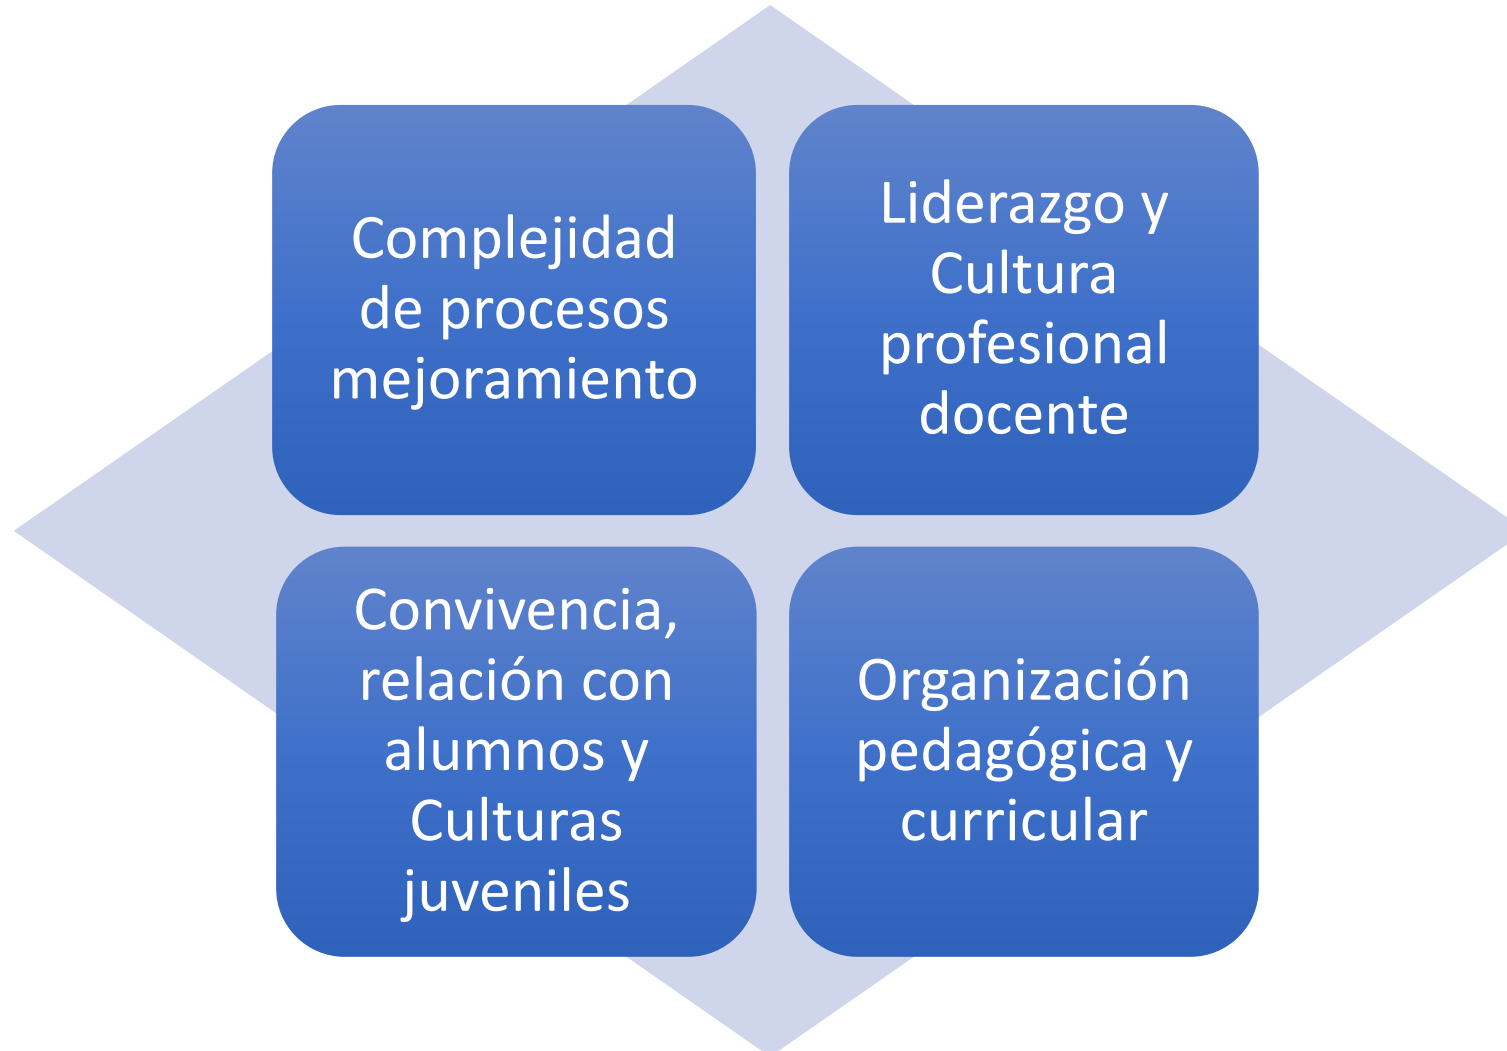 Complejidad
de procesos
mejoramiento
Liderazgo y
Cultura
profesional
docente
Convivencia,
relación con
alumnos y
Culturas
juveniles
Organización
pedagógica y
curricular